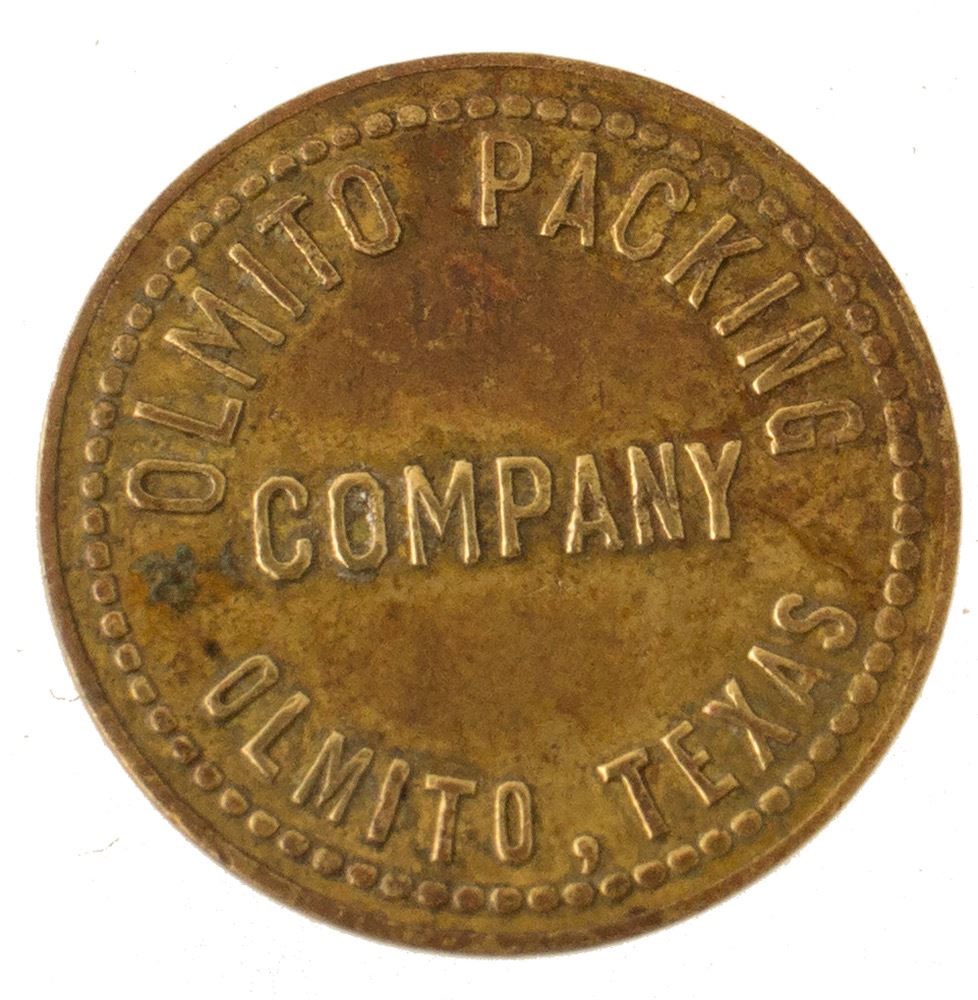 OLMITO PACKING
COMPANY
OLMITO, TEXAS